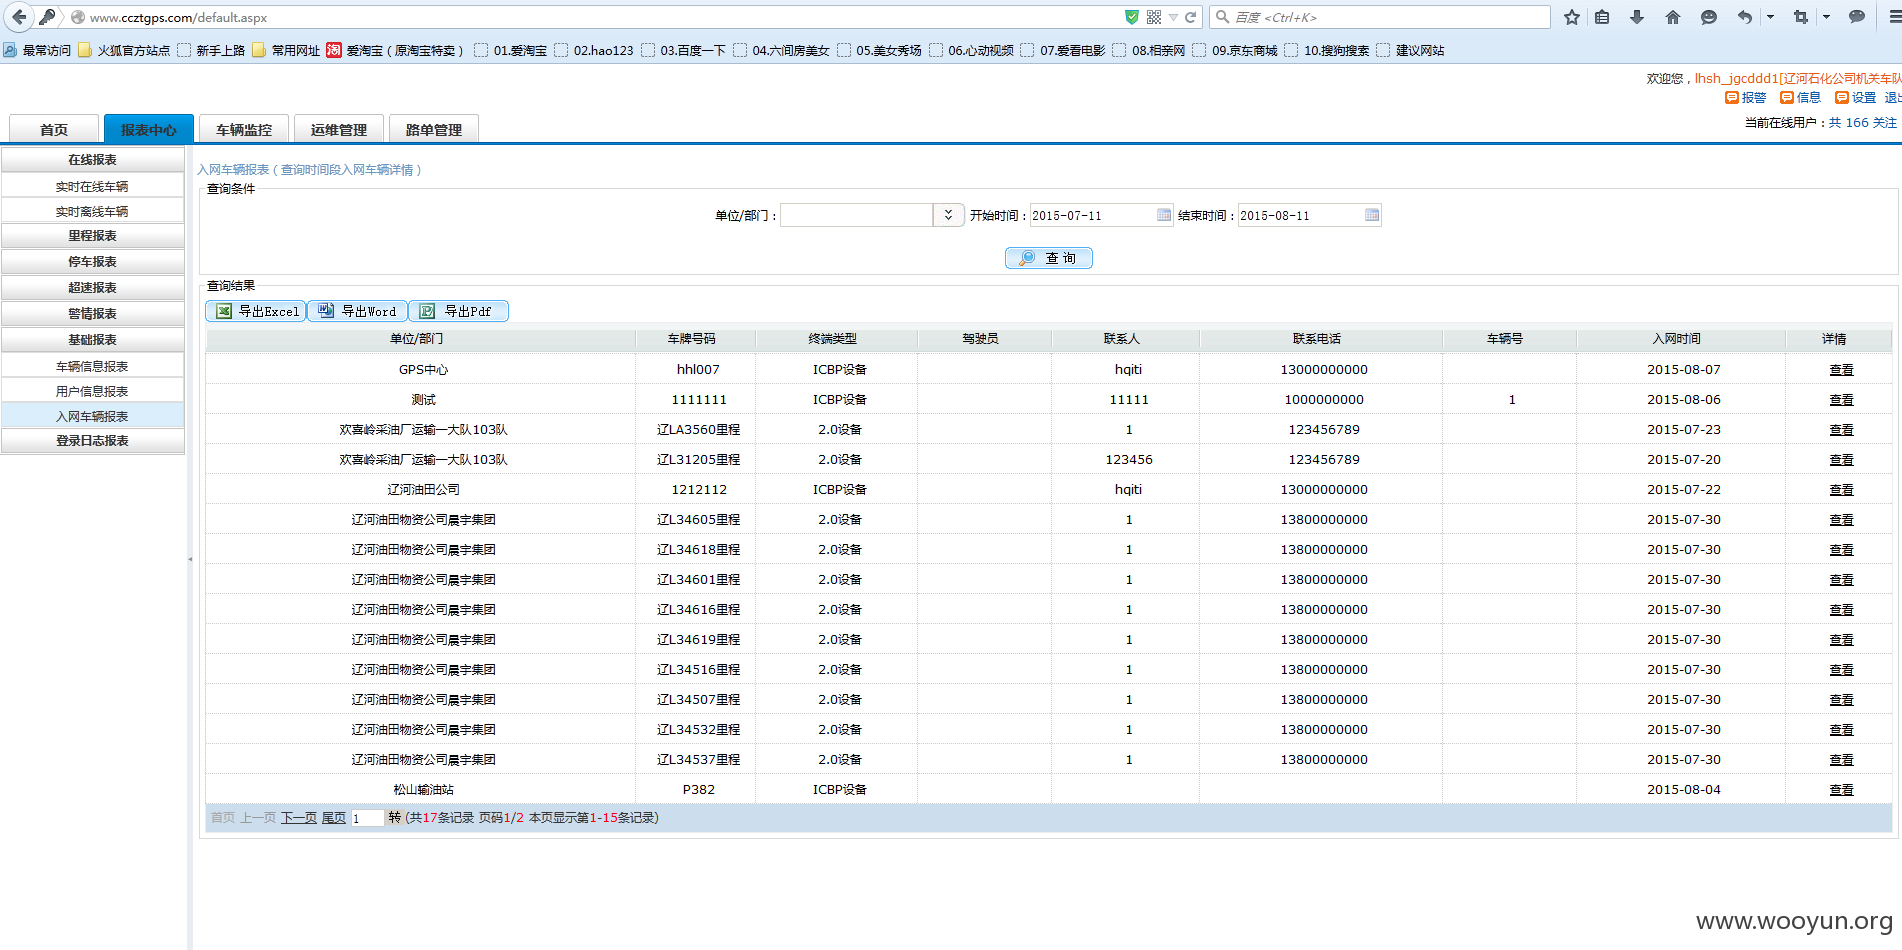 www.ccztgps.com/default.aspx
百度 <Ctrl+K>
最常访问 火狐官方站点 新手上路 常用网址 淘 爱淘宝（原淘宝特卖） 01.爱淘宝 02.hao123 03.百度一下 04.六间房美女 05.美女秀场 06.心动视频 07.爱看电影 08.相亲网 09.京东商城 10.搜狗搜索 建议网站
欢迎您，lhsh_jgcddd1[辽河石化公司机关车队
报警 信息 设置 退出
当前在线用户：共 166 关注
首页 报表中心 车辆监控 运维管理 路单管理
在线报表
实时在线车辆
实时离线车辆
里程报表
停车报表
超速报表
警情报表
基础报表
车辆信息报表
用户信息报表
入网车辆报表
登录日志报表
入网车辆报表（查询时间段入网车辆详情）
查询条件
单位/部门： 开始时间：2015-07-11 结束时间：2015-08-11
查 询
查询结果
导出Excel 导出Word 导出Pdf
单位/部门 车牌号码 终端类型 驾驶员 联系人 联系电话 车辆号 入网时间 详情
GPS中心 hhl007 ICBP设备 hqiti 13000000000 2015-08-07 查看
测试 1111111 ICBP设备 11111 1000000000 1 2015-08-06 查看
欢喜岭采油厂运输一大队103队 辽LA3560里程 2.0设备 1 123456789 2015-07-23 查看
欢喜岭采油厂运输一大队103队 辽L31205里程 2.0设备 123456 123456789 2015-07-20 查看
辽河油田公司 1212112 ICBP设备 hqiti 13000000000 2015-07-22 查看
辽河油田物资公司晨宇集团 辽L34605里程 2.0设备 1 13800000000 2015-07-30 查看
辽河油田物资公司晨宇集团 辽L34618里程 2.0设备 1 13800000000 2015-07-30 查看
辽河油田物资公司晨宇集团 辽L34601里程 2.0设备 1 13800000000 2015-07-30 查看
辽河油田物资公司晨宇集团 辽L34616里程 2.0设备 1 13800000000 2015-07-30 查看
辽河油田物资公司晨宇集团 辽L34619里程 2.0设备 1 13800000000 2015-07-30 查看
辽河油田物资公司晨宇集团 辽L34516里程 2.0设备 1 13800000000 2015-07-30 查看
辽河油田物资公司晨宇集团 辽L34507里程 2.0设备 1 13800000000 2015-07-30 查看
辽河油田物资公司晨宇集团 辽L34532里程 2.0设备 1 13800000000 2015-07-30 查看
辽河油田物资公司晨宇集团 辽L34537里程 2.0设备 1 13800000000 2015-07-30 查看
松山输油站 P382 ICBP设备 2015-08-04 查看
首页 上一页 下一页 尾页 1 转 (共17条记录 页码1/2 本页显示第1-15条记录)
www.wooyun.org